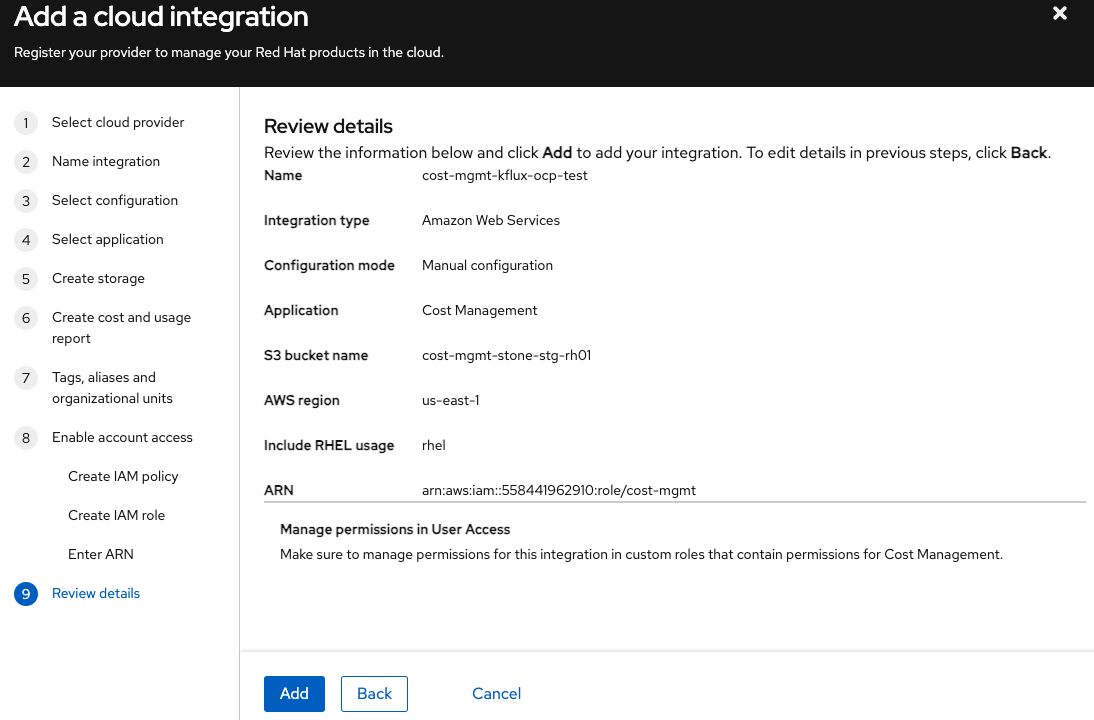 Add a cloud integration
Register your provider to manage your Red Hat products in the cloud.
1 Select cloud provider
2 Name integration
3 Select configuration
4 Select application
5 Create storage
6 Create cost and usage
report
7 Tags, aliases and
organizational units
8 Enable account access
Create IAM policy
Create IAM role
Enter ARN
9 Review details
Review details
Review the information below and click Add to add your integration. To edit details in previous steps, click Back.
Name cost-mgmt-kflux-ocp-test
Integration type Amazon Web Services
Configuration mode Manual configuration
Application Cost Management
S3 bucket name cost-mgmt-stone-stg-rh01
AWS region us-east-1
Include RHEL usage rhel
ARN arn:aws:iam::558441962910:role/cost-mgmt
Manage permissions in User Access
Make sure to manage permissions for this integration in custom roles that contain permissions for Cost Management.
Add Back Cancel